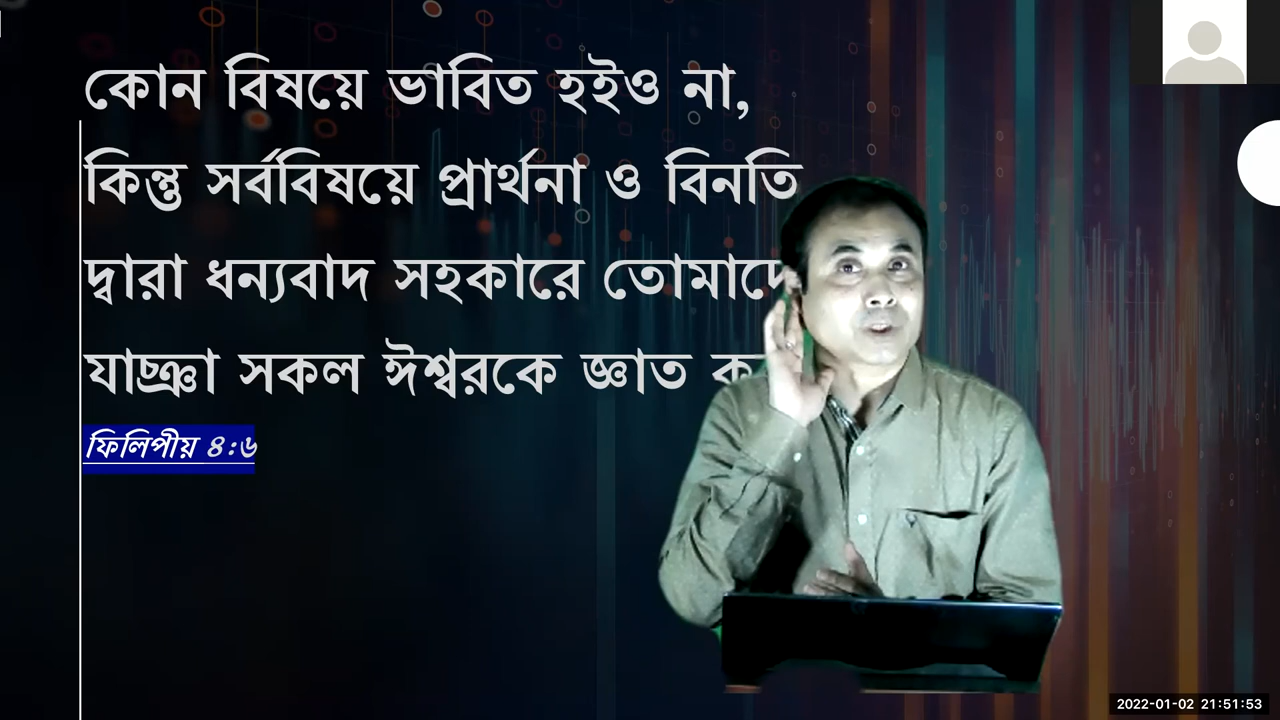 কোন বিষয়ে ভাবিত হইও না,
কিন্তু সর্ববিষয়ে প্রার্থনা ও বিনতি
দ্বারা ধন্যবাদ সহকারে
যাচ্ঞা সকল ঈশ্বরকে জ্ঞাত
ফিলিপীয় ৪:৬
2022-01-02 21:51:53